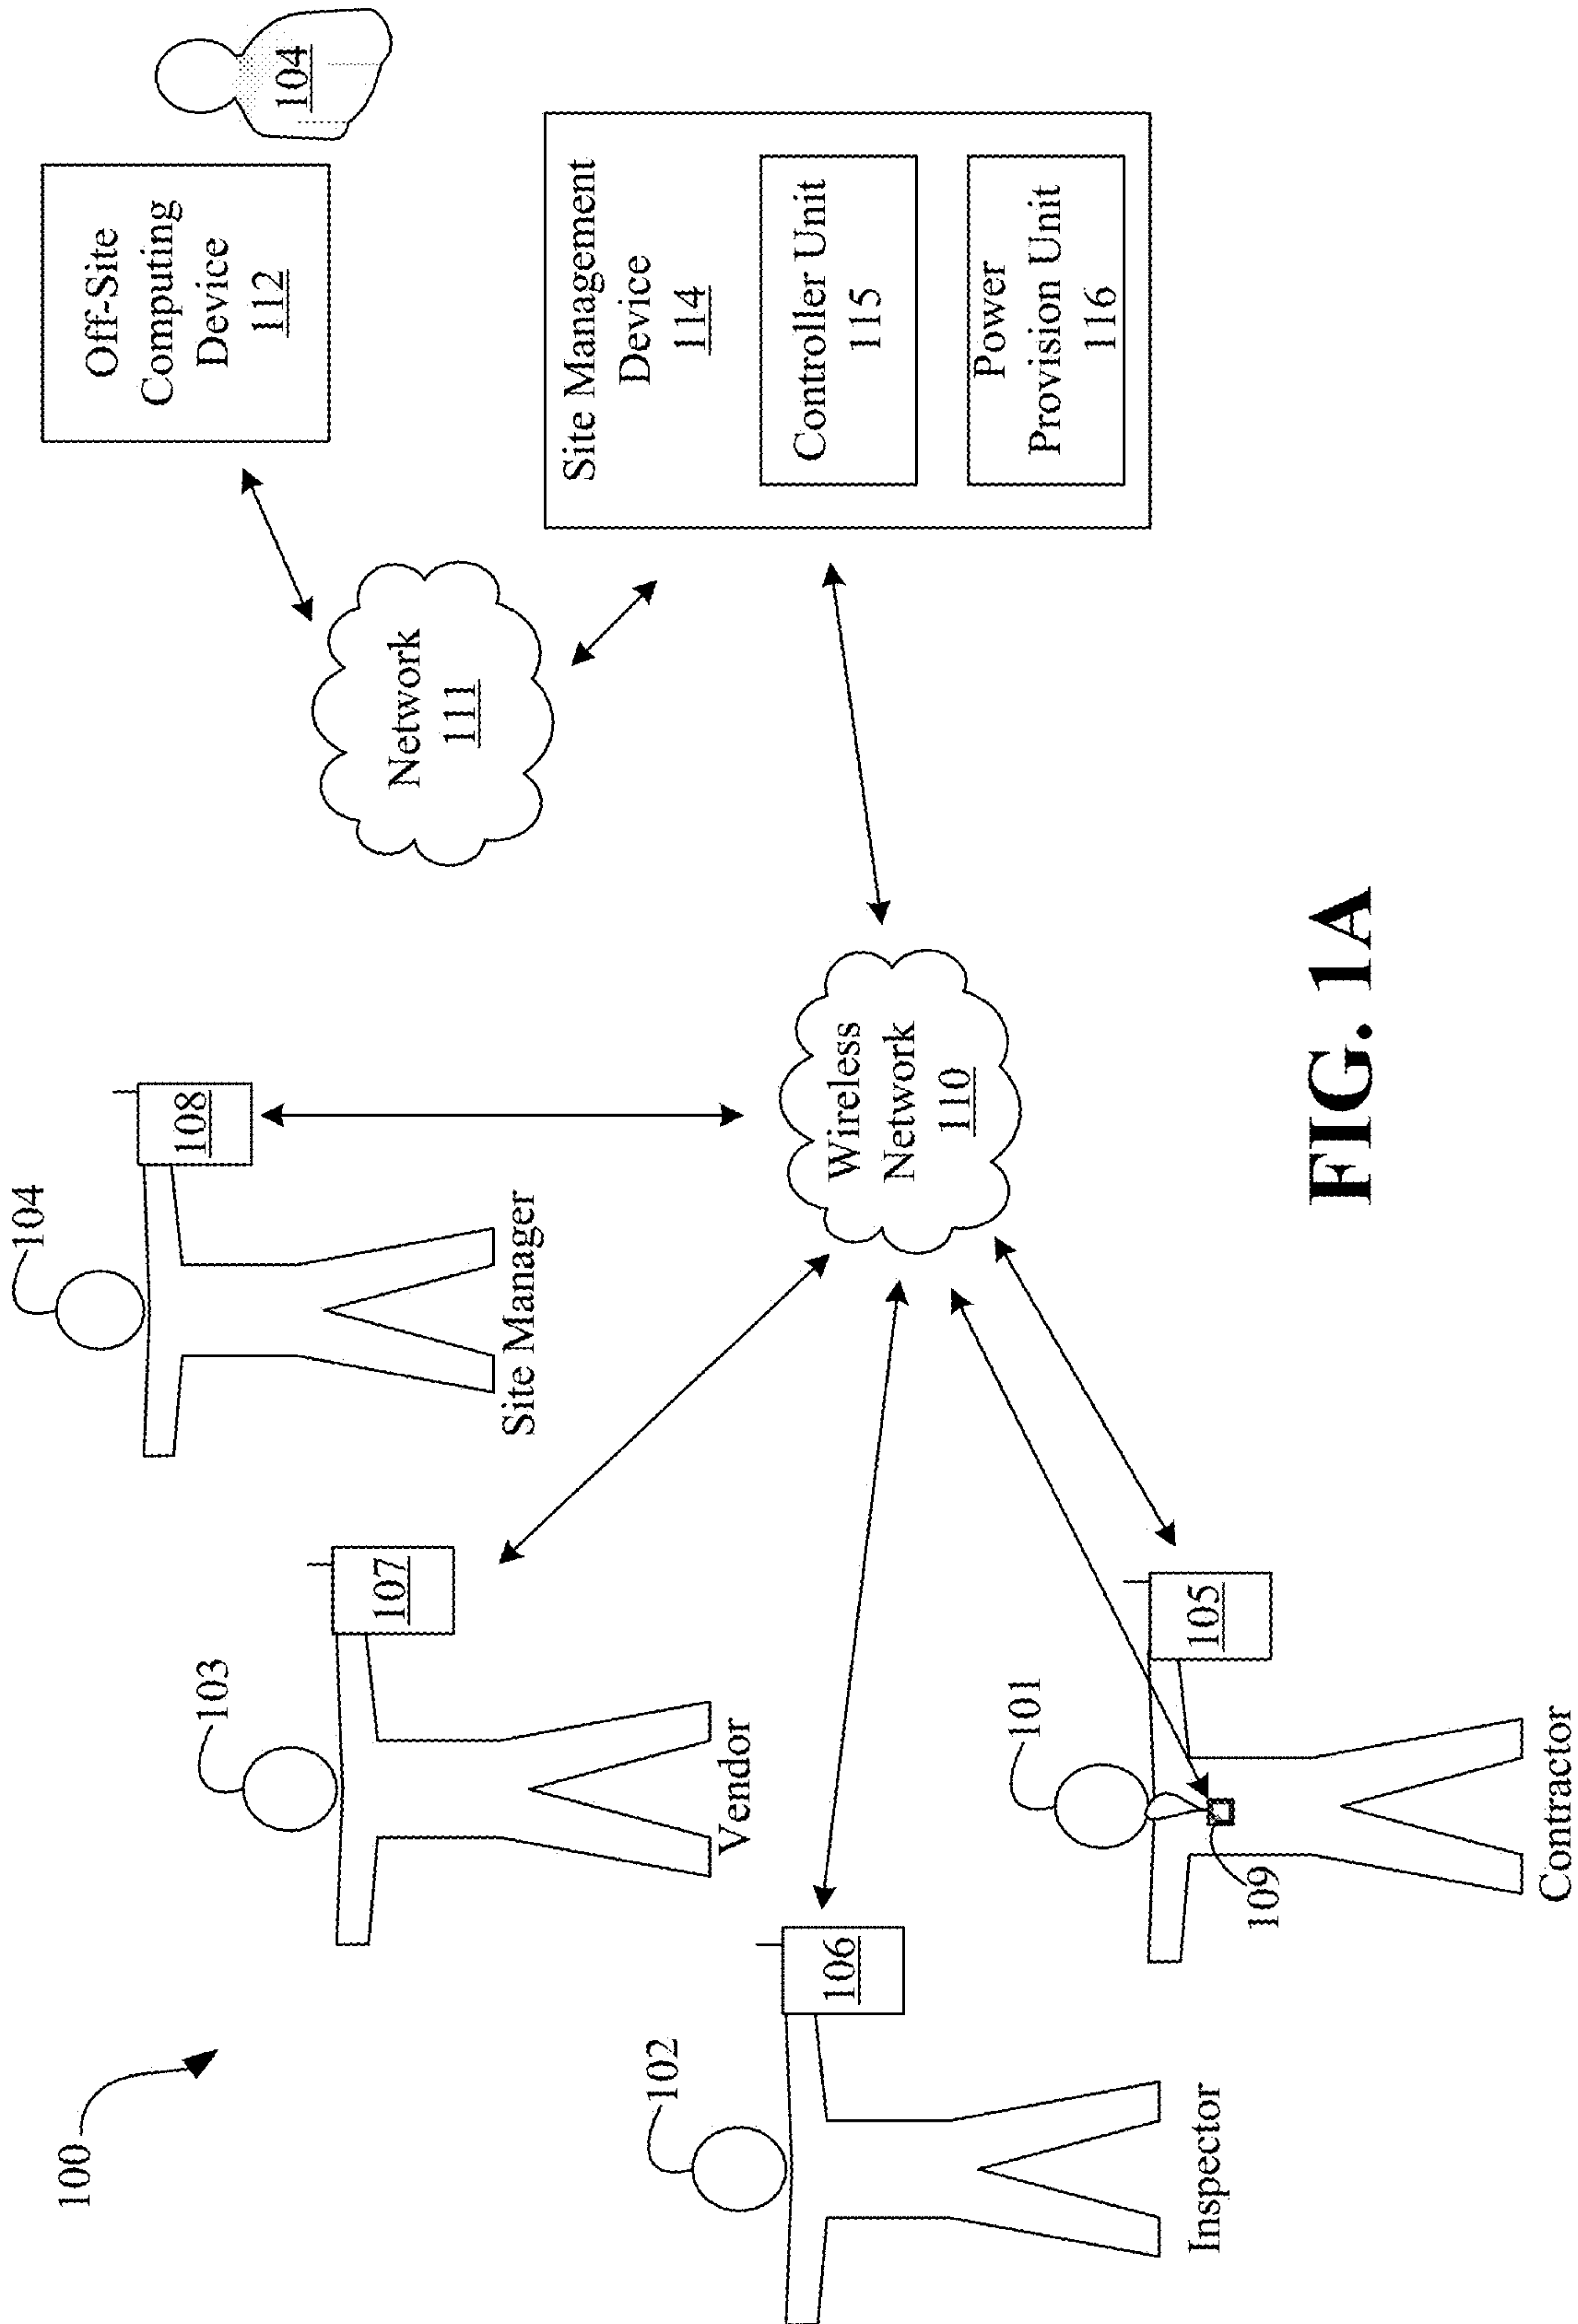 100
104
108
Site Manager
103
107
Vendor
102
106
Inspector
101
105
109
Contractor
Wireless
Network
110
Network
111
Off-Site
Computing
Device
112
104
Site Management
Device
114
Controller Unit
115
Power
Provision Unit
116
FIG. 1A